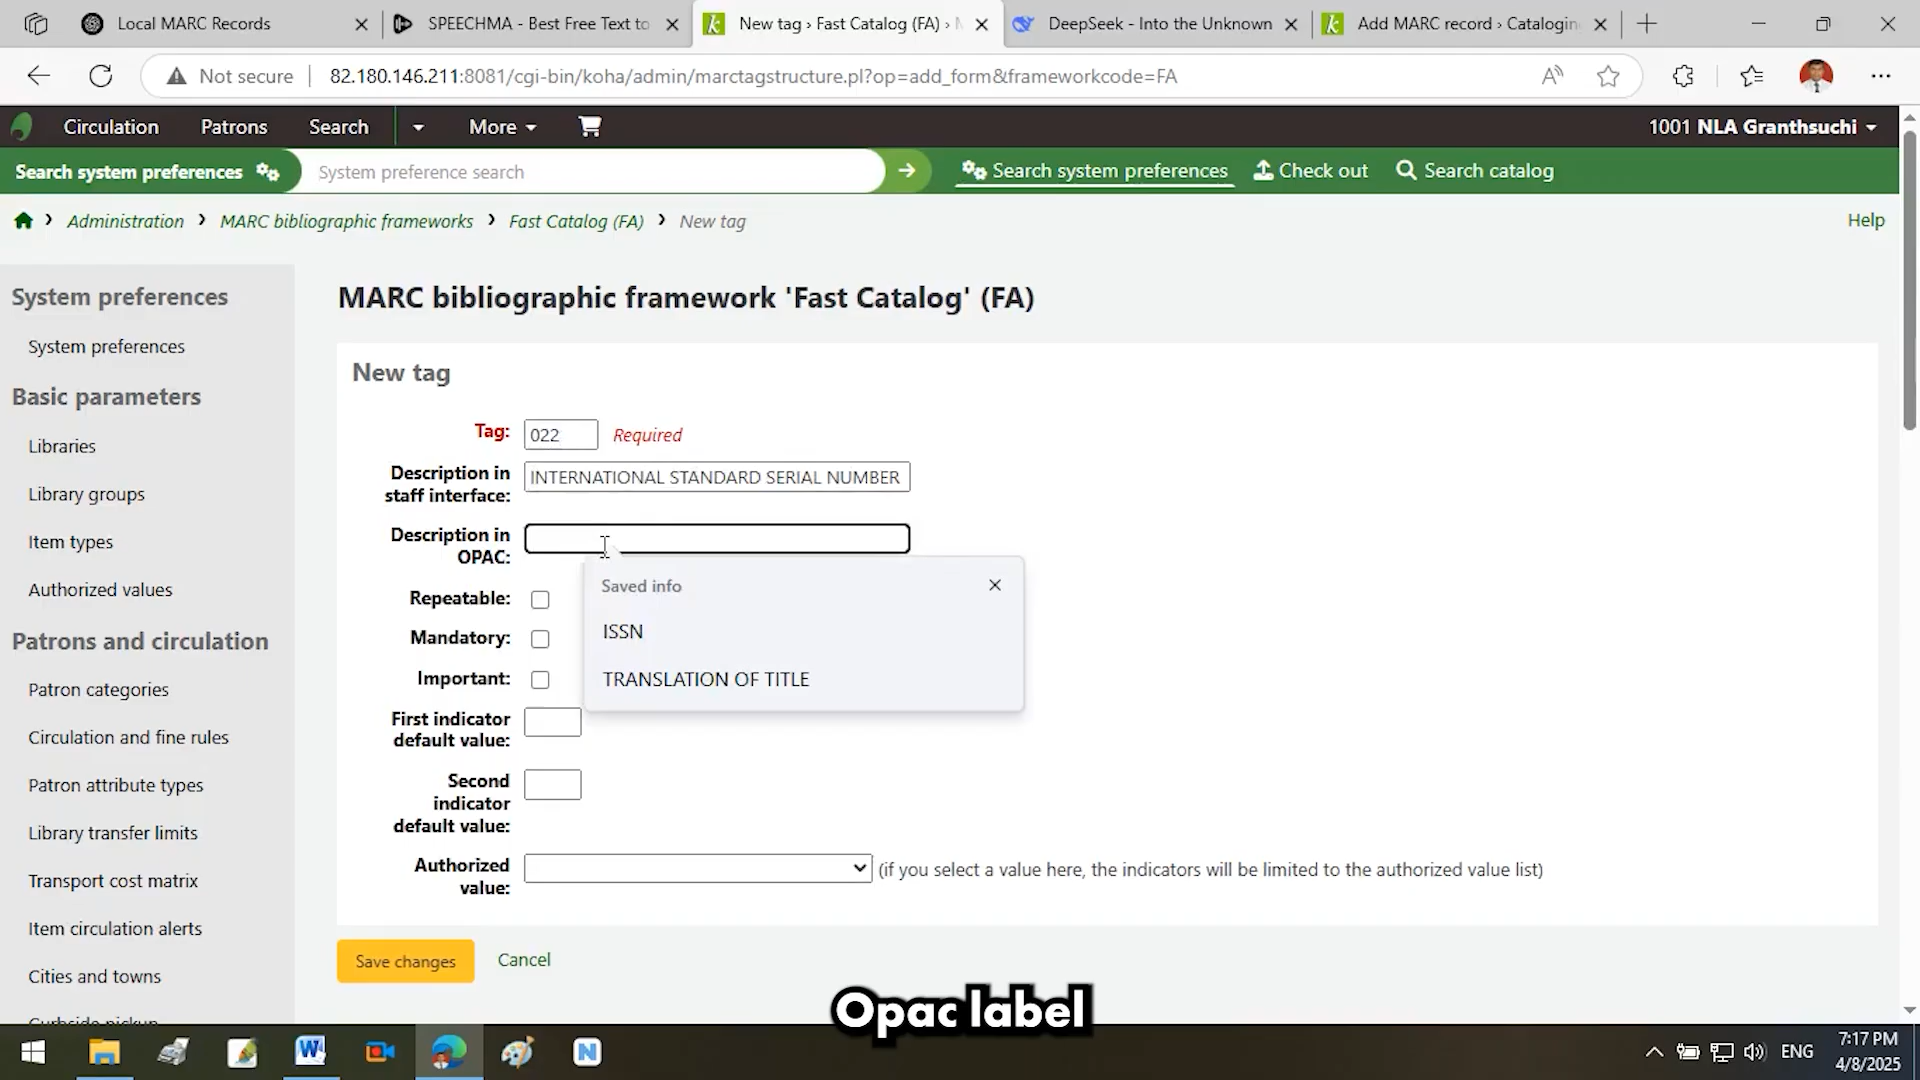 Local MARC Records
SPEECHMA - Best Free Text to
New tag › Fast Catalog (FA) ›
DeepSeek - Into the Unknown
Add MARC record › Catalogin
Not secure
82.180.146.211:8081/cgi-bin/koha/admin/marctagstructure.pl?op=add_form&frameworkcode=FA
Circulation Patrons Search More
1001 NLA Granthsuchi
Search system preferences
System preference search
Search system preferences
Check out
Search catalog
Administration › MARC bibliographic frameworks › Fast Catalog (FA) › New tag
Help
System preferences
System preferences
Basic parameters
Libraries
Library groups
Item types
Authorized values
Patrons and circulation
Patron categories
Circulation and fine rules
Patron attribute types
Library transfer limits
Transport cost matrix
Item circulation alerts
Cities and towns
Curbside pickup
MARC bibliographic framework 'Fast Catalog' (FA)
New tag
Tag: 022 Required
Description in
staff interface:
INTERNATIONAL STANDARD SERIAL NUMBER
Description in
OPAC:
Saved info
ISSN
TRANSLATION OF TITLE
Repeatable:
Mandatory:
Important:
First indicator
default value:
Second
indicator
default value:
Authorized
value:
(if you select a value here, the indicators will be limited to the authorized value list)
Save changes
Cancel
Opac label
ENG
7:17 PM
4/8/2025